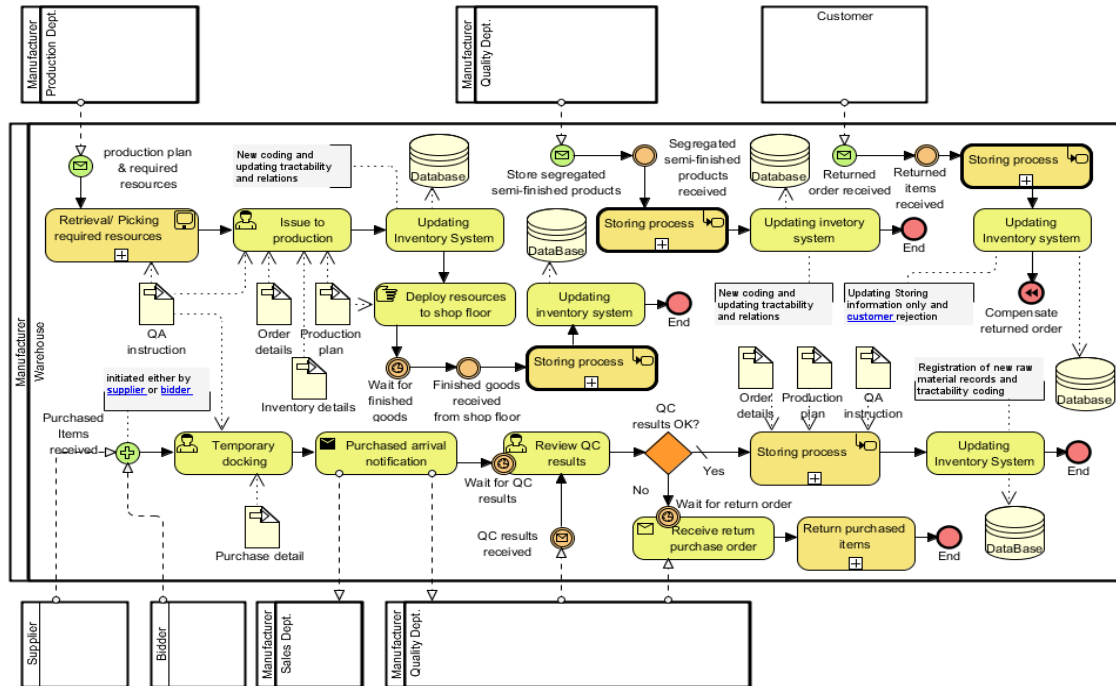 Manufacturer
Production Dept.
Manufacturer
Quality Dept.
Customer
Manufacturer
Warehouse
production plan
& required
resources
New coding and
updating tractability
and relations
Database
Store segregated
semi-finished products
Segregated
semi-finished
products
received
Database
Returned
order received
Returned
items
received
Storing process
Retrieval/ Picking
required resources
Issue to
production
Updating
Inventory System
DataBase
Storing process
Updating invetory
system
End
Updating
Inventory system
QA
instruction
Order
details
Production
plan
Inventory details
Deploy resources
to shop floor
Updating
inventory system
End
New coding and
updating tractability
and relations
Updating Storing
information only and
customer rejection
Compensate
returned order
Wait for
finished
goods
Finished goods
received
from shop floor
Storing process
initiated either by
supplier or bidder
Order
details
Production
plan
QA
instruction
Registration of new raw
material records and
tractability coding
Database
Purchased
Items
received
Temporary
docking
Purchased arrival
notification
Review QC
results
Wait for QC
results
QC
results OK?
Yes
No
Storing process
Updating
Inventory System
End
Purchase detail
QC results
received
Wait for return order
Receive return
purchase order
Return purchased
items
End
DataBase
Supplier
Bidder
Manufacturer
Sales Dept.
Manufacturer
Quality Dept.